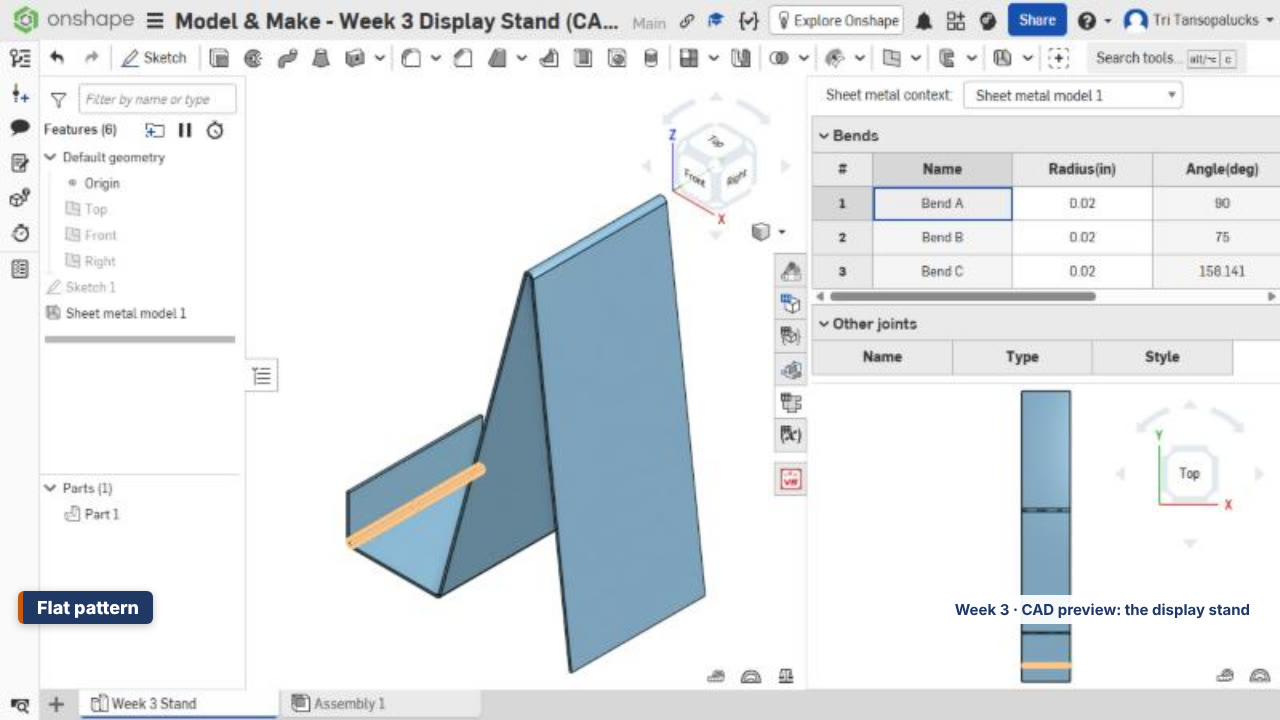 onshape
Model & Make - Week 3 Display Stand (CA...
Main
Explore Onshape
Share
Tri Tansopalucks
Sketch
Search tools...
alt/⌥ c
Filter by name or type
Features (6)
Default geometry
Origin
Top
Front
Right
Sketch 1
Sheet metal model 1
Parts (1)
Part 1
Flat pattern
Z
Top
Front
Right
X
Sheet metal context:
Sheet metal model 1
Bends
# Name Radius(in) Angle(deg)
1 Bend A 0.02 90
2 Bend B 0.02 75
3 Bend C 0.02 158.141
Other joints
Name Type Style
Y
Top
X
Week 3 · CAD preview: the display stand
Week 3 Stand
Assembly 1